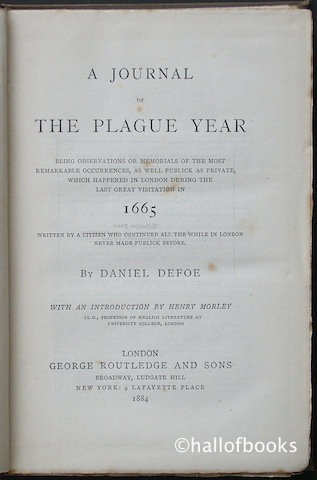 A JOURNAL
OF
THE PLAGUE YEAR
BEING OBSERVATIONS OR MEMORIALS OF THE MOST
REMARKABLE OCCURRENCES, AS WELL PUBLICK AS PRIVATE,
WHICH HAPPENED IN LONDON DURING THE
LAST GREAT VISITATION IN
1665
WRITTEN BY A CITIZEN WHO CONTINUED ALL THE WHILE IN LONDON
NEVER MADE PUBLICK BEFORE.
BY DANIEL DEFOE
WITH AN INTRODUCTION BY HENRY MORLEY
LL.D., PROFESSOR OF ENGLISH LITERATURE AT
UNIVERSITY COLLEGE, LONDON
LONDON
GEORGE ROUTLEDGE AND SONS
BROADWAY, LUDGATE HILL
NEW YORK: 9 LAFAYETTE PLACE
1884
©hallofbooks